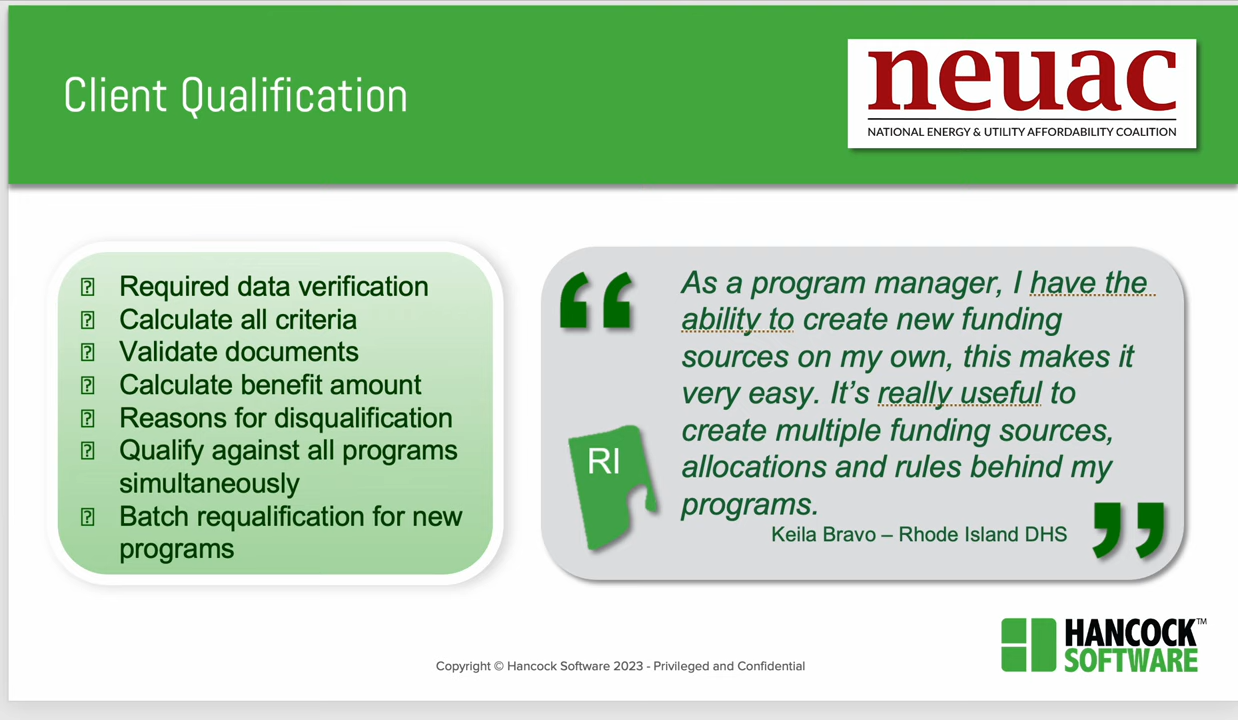 Client Qualification
neuac
NATIONAL ENERGY & UTILITY AFFORDABILITY COALITION
Required data verification
Calculate all criteria
Validate documents
Calculate benefit amount
Reasons for disqualification
Qualify against all programs
simultaneously
Batch requalification for new
programs
“
As a program manager, I have the
ability to create new funding
sources on my own, this makes it
very easy. It’s really useful to
create multiple funding sources,
allocations and rules behind my
programs.
RI
Keila Bravo – Rhode Island DHS
”
HANCOCK™
SOFTWARE
Copyright © Hancock Software 2023 - Privileged and Confidential